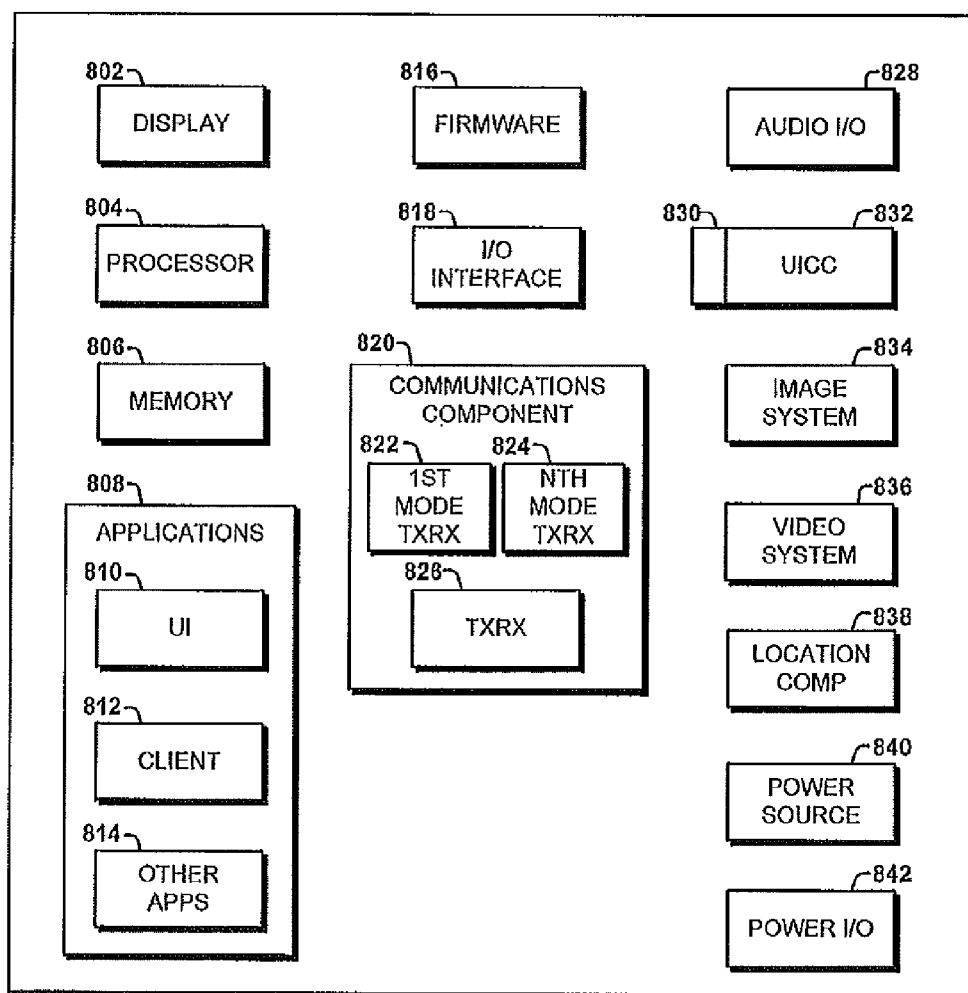 802
DISPLAY
804
PROCESSOR
806
MEMORY
808
APPLICATIONS
810
UI
812
CLIENT
814
OTHER
APPS
816
FIRMWARE
818
I/O
INTERFACE
820
COMMUNICATIONS
COMPONENT
822
1ST
MODE
TXRX
824
NTH
MODE
TXRX
826
TXRX
828
AUDIO I/O
830
832
UICC
834
IMAGE
SYSTEM
836
VIDEO
SYSTEM
838
LOCATION
COMP
840
POWER
SOURCE
842
POWER I/O